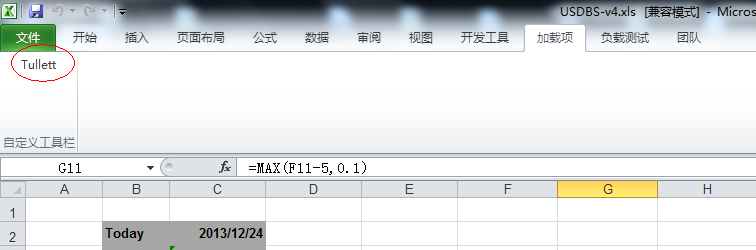 USDBS-v4.xls [兼容模式] - Micros
文件 开始 插入 页面布局 公式 数据 审阅 视图 开发工具 加载项 负载测试 团队
Tullett
自定义工具栏
G11 fx =MAX(F11-5,0.1)
A B C D E F G H
1
2 Today 2013/12/24